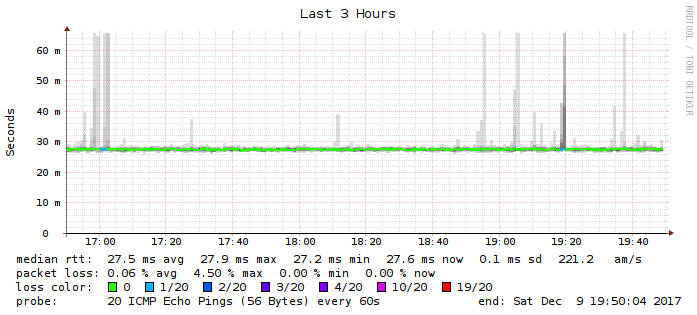 Last 3 Hours
RRDTOOL / TOBI OETIKER
Seconds
60 m
50 m
40 m
30 m
20 m
10 m
0
17:00 17:20 17:40 18:00 18:20 18:40 19:00 19:20 19:40
median rtt: 27.5 ms avg 27.9 ms max 27.2 ms min 27.6 ms now 0.1 ms sd 221.2 am/s
packet loss: 0.06 % avg 4.50 % max 0.00 % min 0.00 % now
loss color: 0 1/20 2/20 3/20 4/20 10/20 19/20
probe: 20 ICMP Echo Pings (56 Bytes) every 60s end: Sat Dec 9 19:50:04 2017